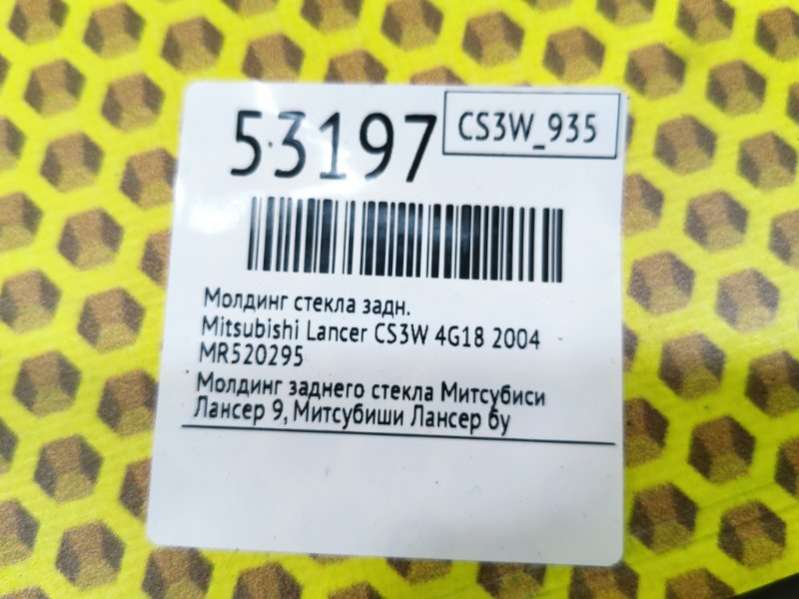 53197
CS3W_935
Молдинг стекла задн.
Mitsubishi Lancer CS3W 4G18 2004
MR520295
Молдинг заднего стекла Митсубиси
Лансер 9, Митсубиши Лансер бу